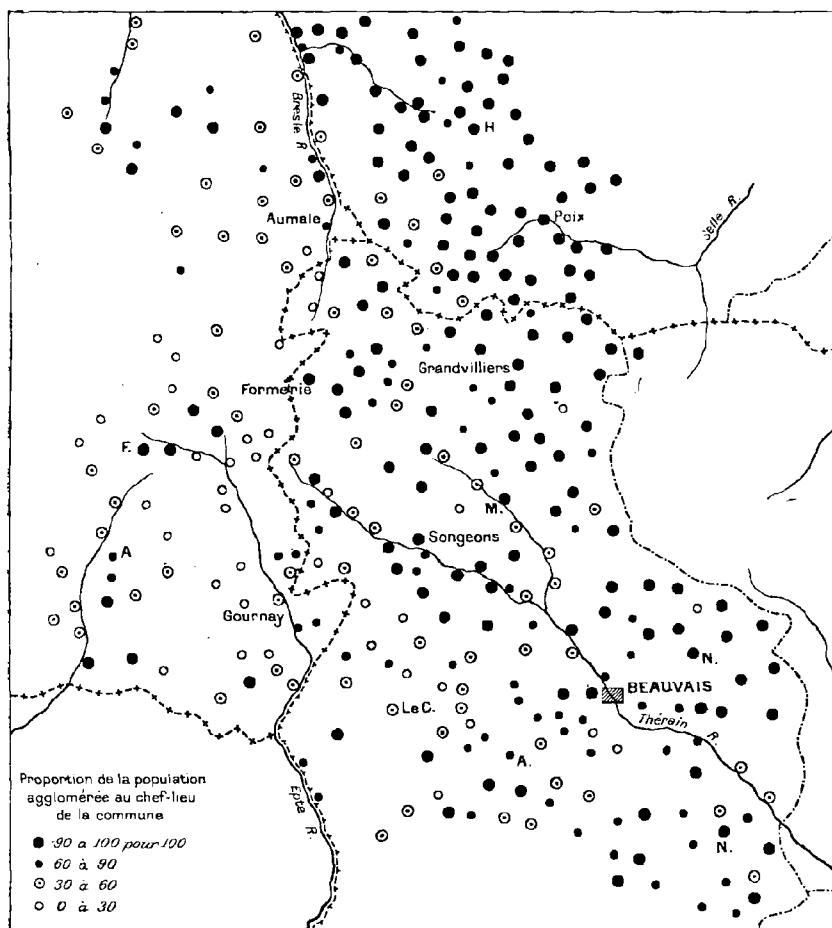 Bresle R.
H
Aumale
Poix
Selle R.
Grandvilliers
Formerie
F.
M.
A
Songeons
Gournay
N.
BEAUVAIS
Le C.
Thérain R.
A.
Epte R.
N.
Proportion de la population
agglomérée au chef-lieu
de la commune
90 a 100 pour 100
60 à 90
30 à 60
0 à 30